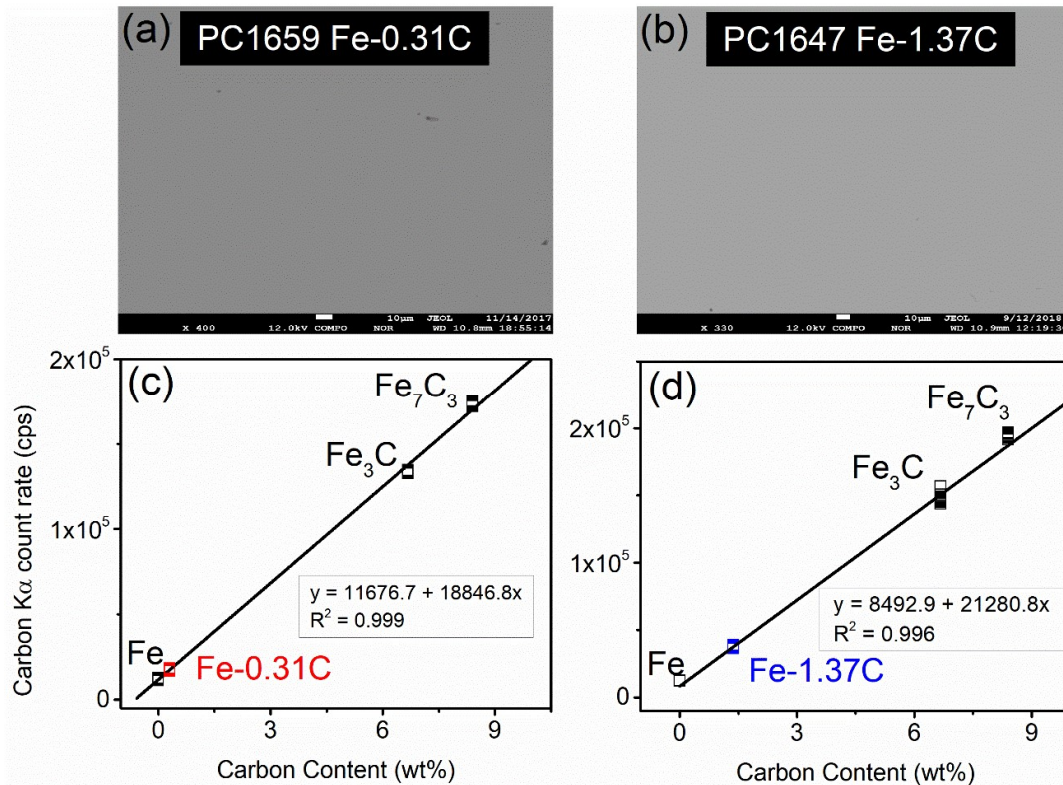 (a)
PC1659 Fe-0.31C
(b)
PC1647 Fe-1.37C
10µm JEOL 11/14/2017
X 400 12.0kV COMPO NOR WD 10.8mm 18:55:14
10µm JEOL 9/12/2018
X 330 12.0kV COMPO NOR WD 10.9mm 12:19:36
(c)
Carbon Kα count rate (cps)
2x10⁵
1x10⁵
0
Fe₇C₃
Fe₃C
y = 11676.7 + 18846.8x
R² = 0.999
Fe
Fe-0.31C
0 3 6 9
Carbon Content (wt%)
(d)
2x10⁵
1x10⁵
0
Fe₇C₃
Fe₃C
y = 8492.9 + 21280.8x
R² = 0.996
Fe
Fe-1.37C
0 3 6 9
Carbon Content (wt%)